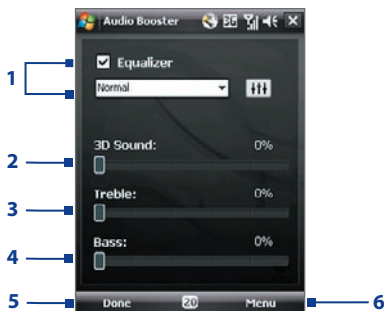 Audio Booster
1
Equalizer
Normal
2
3D Sound: 0%
3
Treble: 0%
4
Bass: 0%
5
Done 20 Menu
6